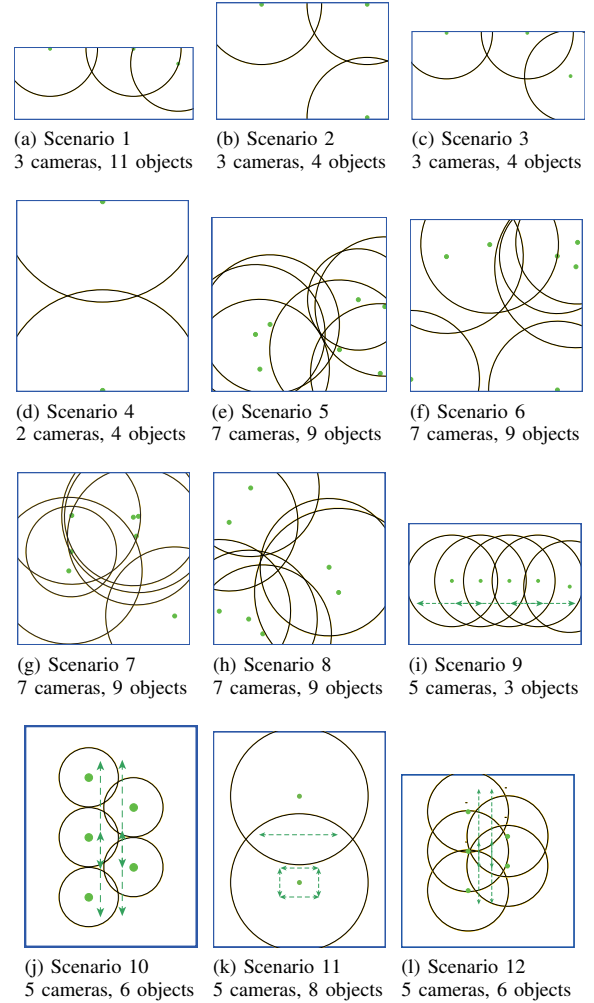 (a) Scenario 1
3 cameras, 11 objects
(b) Scenario 2
3 cameras, 4 objects
(c) Scenario 3
3 cameras, 4 objects
(d) Scenario 4
2 cameras, 4 objects
(e) Scenario 5
7 cameras, 9 objects
(f) Scenario 6
7 cameras, 9 objects
(g) Scenario 7
7 cameras, 9 objects
(h) Scenario 8
7 cameras, 9 objects
(i) Scenario 9
5 cameras, 3 objects
(j) Scenario 10
5 cameras, 6 objects
(k) Scenario 11
5 cameras, 8 objects
(l) Scenario 12
5 cameras, 6 objects